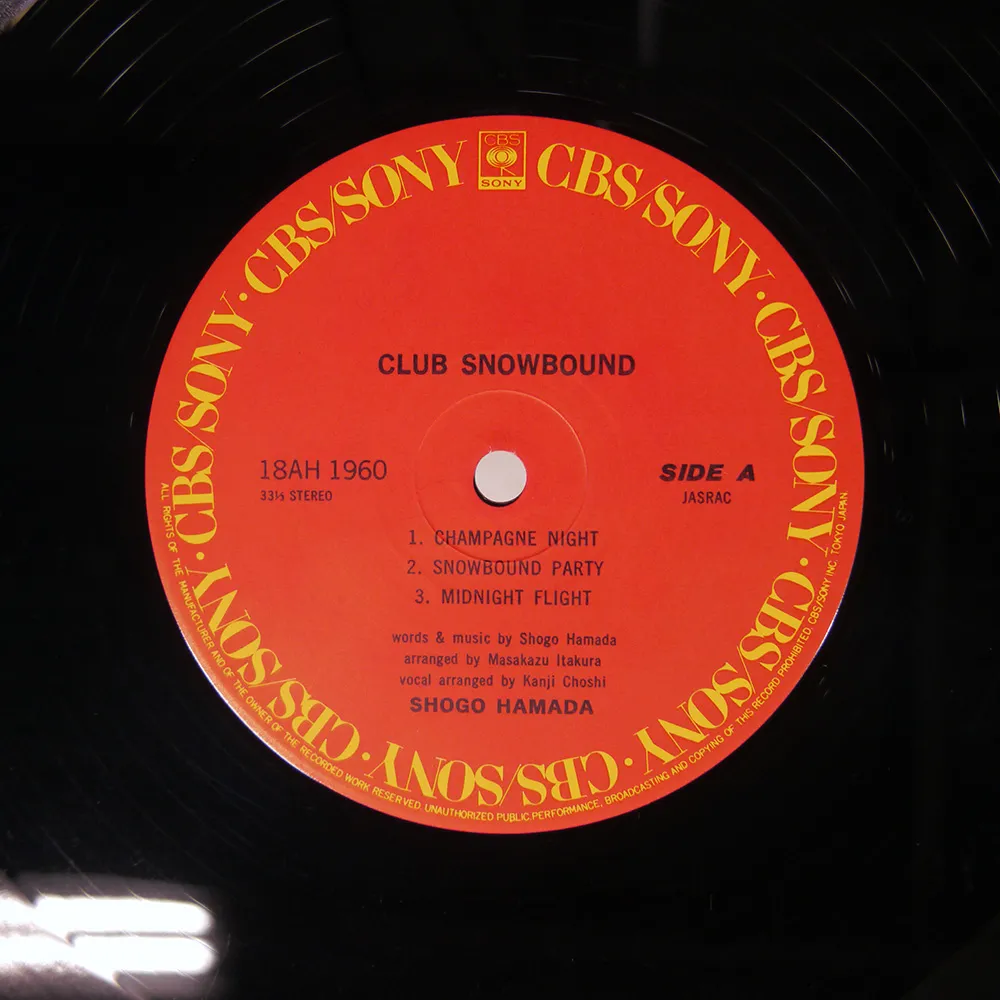 CBS
SONY
CBS/SONY · CBS/SONY · CBS/SONY · CBS/SONY · CBS/SONY · CBS/SONY · CBS/SONY · CBS/SONY · CBS/SONY
CLUB SNOWBOUND
18AH 1960
33⅓ STEREO
SIDE A
JASRAC
1. CHAMPAGNE NIGHT
2. SNOWBOUND PARTY
3. MIDNIGHT FLIGHT
words & music by Shogo Hamada
arranged by Masakazu Itakura
vocal arranged by Kanji Choshi
SHOGO HAMADA
ALL RIGHTS OF THE MANUFACTURER AND OF THE OWNER OF THE RECORDED WORK RESERVED. UNAUTHORIZED PUBLIC PERFORMANCE, BROADCASTING AND COPYING OF THIS RECORD PROHIBITED. CBS/SONY INC. TOKYO JAPAN.